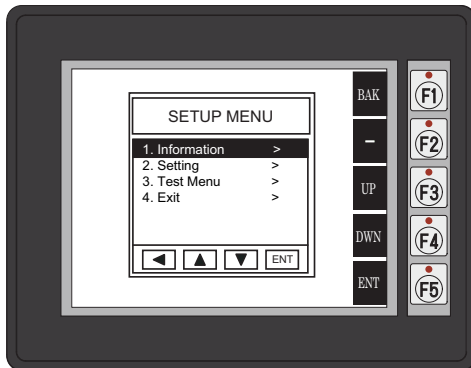 SETUP MENU
1. Information >
2. Setting >
3. Test Menu >
4. Exit >
ENT
BAK
–
UP
DWN
ENT
F1
F2
F3
F4
F5